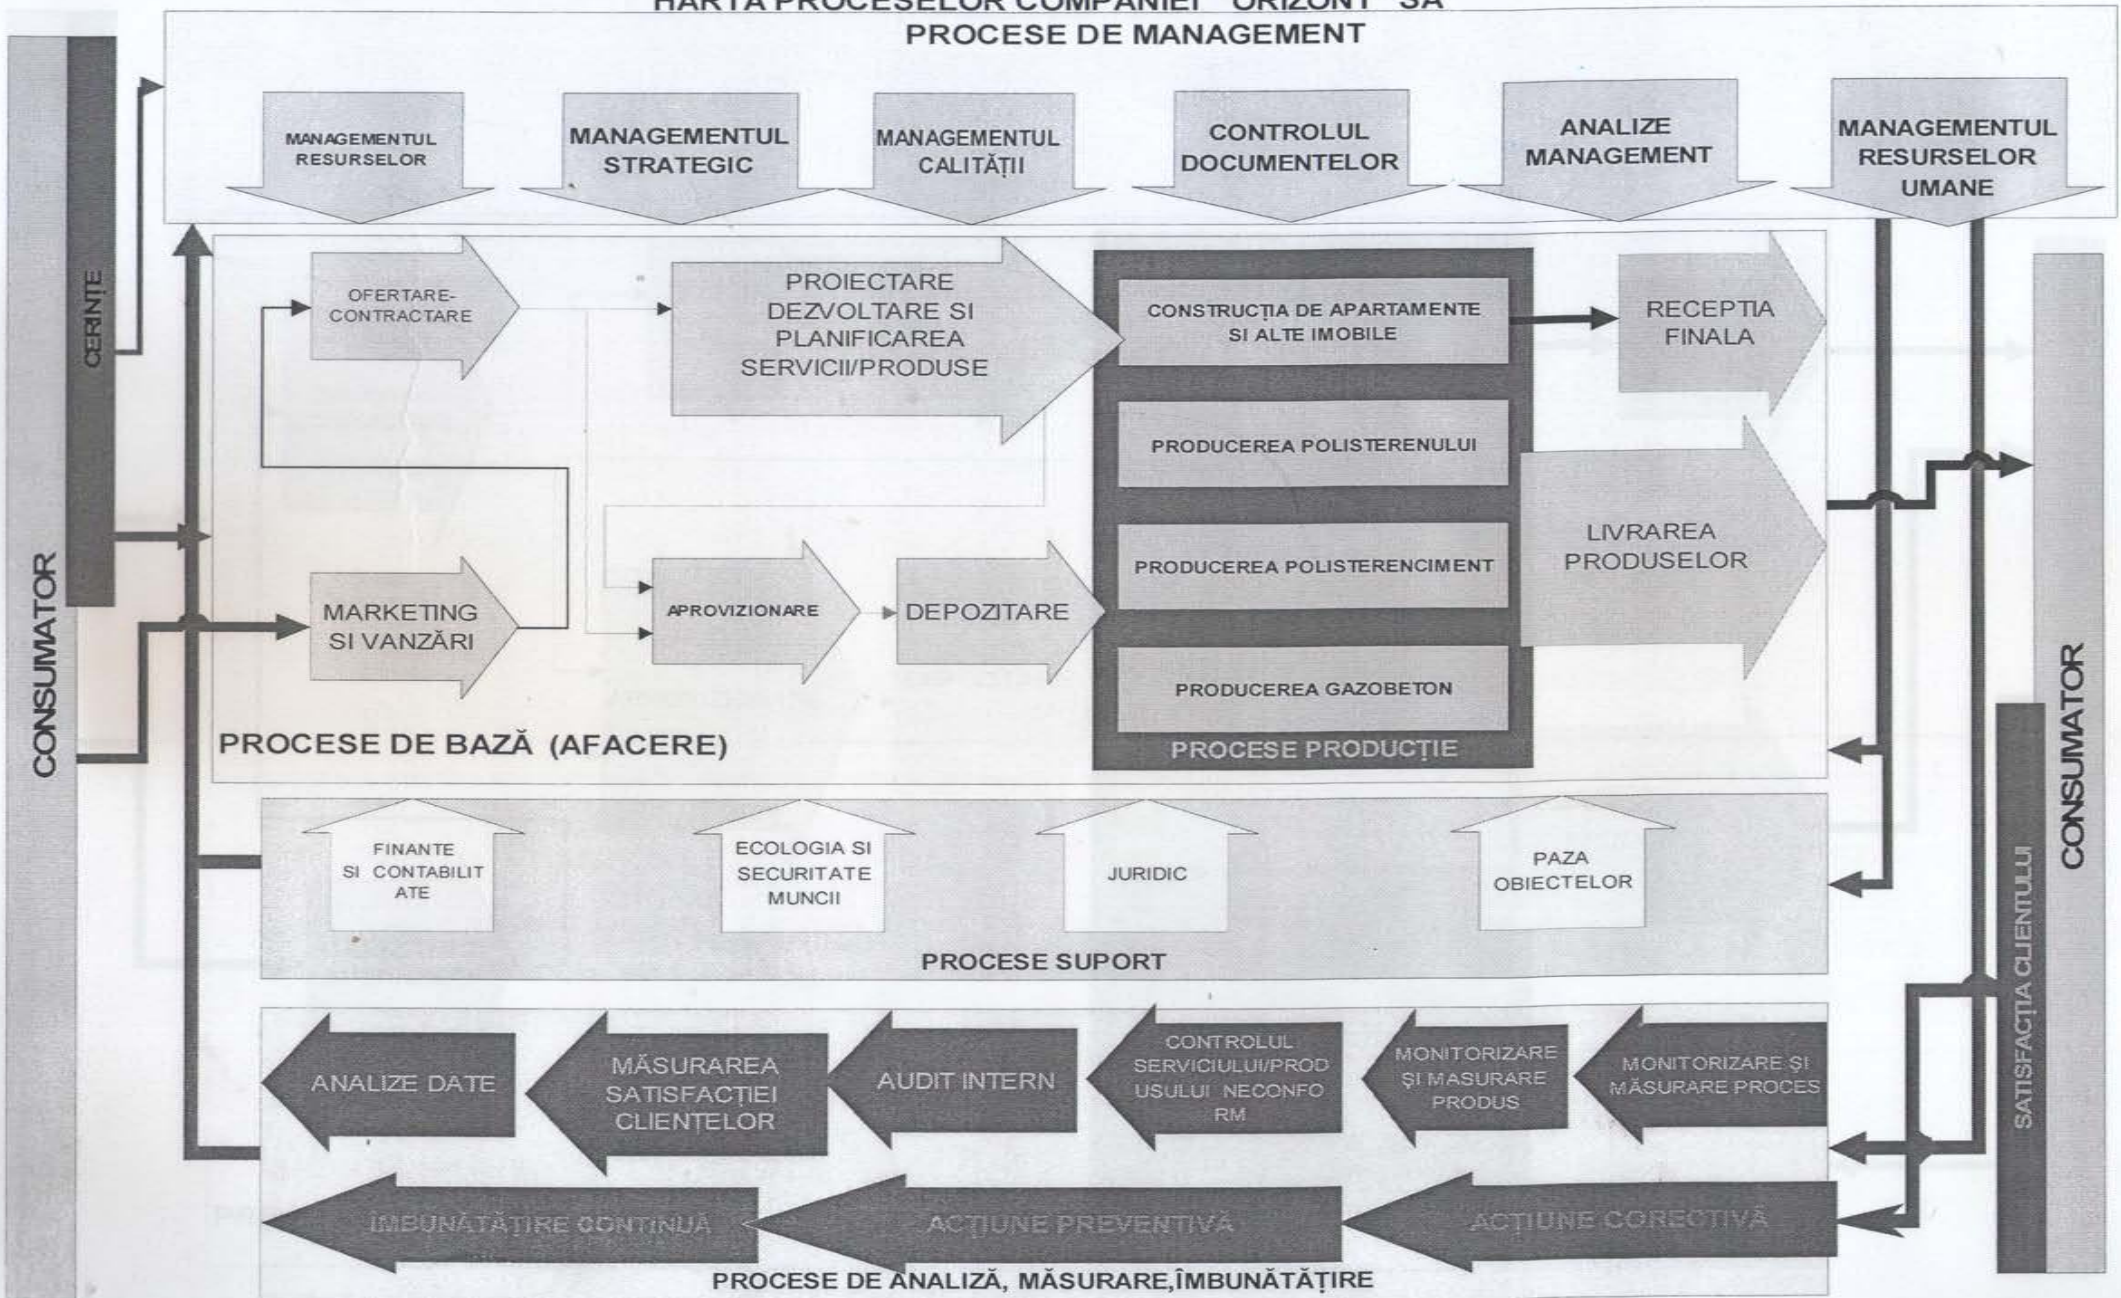 HARTA PROCESELOR COMPANIEI "ORIZONT" SA
PROCESE DE MANAGEMENT
MANAGEMENTUL
RESURSELOR
MANAGEMENTUL
STRATEGIC
MANAGEMENTUL
CALITĂȚII
CONTROLUL
DOCUMENTELOR
ANALIZE
MANAGEMENT
MANAGEMENTUL
RESURSELOR
UMANE
CONSUMATOR
CERINȚE
OFERTARE-
CONTRACTARE
PROIECTARE
DEZVOLTARE SI
PLANIFICAREA
SERVICII/PRODUSE
CONSTRUCȚIA DE APARTAMENTE
SI ALTE IMOBILE
RECEPTIA
FINALA
PRODUCEREA POLISTERENULUI
MARKETING
SI VANZĂRI
APROVIZIONARE
DEPOZITARE
PRODUCEREA POLISTERENCIMENT
LIVRAREA
PRODUSELOR
PRODUCEREA GAZOBETON
PROCESE DE BAZĂ (AFACERE)
PROCESE PRODUCȚIE
FINANTE
SI CONTABILIT
ATE
ECOLOGIA SI
SECURITATE
MUNCII
JURIDIC
PAZA
OBIECTELOR
PROCESE SUPORT
CONSUMATOR
SATISFACȚIA CLIENTULUI
ANALIZE DATE
MĂSURAREA
SATISFACȚIEI
CLIENȚELOR
AUDIT INTERN
CONTROLUL
SERVICIULUI/PROD
USULUI NECONFO
RM
MONITORIZARE
ȘI MASURARE
PRODUS
MONITORIZARE ȘI
MĂSURARE PROCES
ÎMBUNĂTĂȚIRE CONTINUĂ
ACȚIUNE PREVENTIVĂ
ACȚIUNE CORECTIVĂ
PROCESE DE ANALIZĂ, MĂSURARE,ÎMBUNĂTĂȚIRE